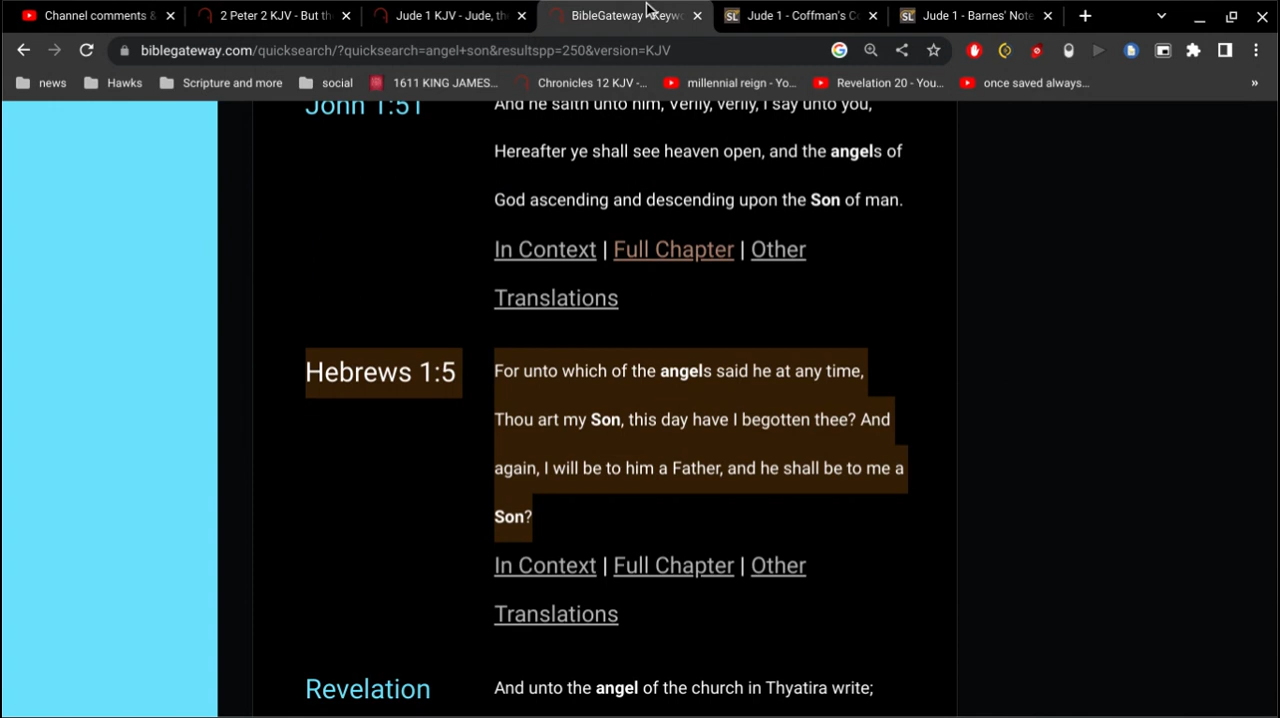 Channel comments &
2 Peter 2 KJV - But th
Jude 1 KJV - Jude, the
BibleGateway
Jude 1 - Coffman's C
Jude 1 - Barnes' Note
biblegateway.com/quicksearch/?quicksearch=angel+son&resultspp=250&version=KJV
news
Hawks
Scripture and more
social
1611 KING JAMES...
Chronicles 12 KJV -...
millennial reign - Yo...
Revelation 20 - You...
once saved always...
»
John 1:51
And he saith unto him, Verily, verily, I say unto you,
Hereafter ye shall see heaven open, and the angels of
God ascending and descending upon the Son of man.
In Context | Full Chapter | Other
Translations
Hebrews 1:5
For unto which of the angels said he at any time,
Thou art my Son, this day have I begotten thee? And
again, I will be to him a Father, and he shall be to me a
Son?
In Context | Full Chapter | Other
Translations
Revelation
And unto the angel of the church in Thyatira write;